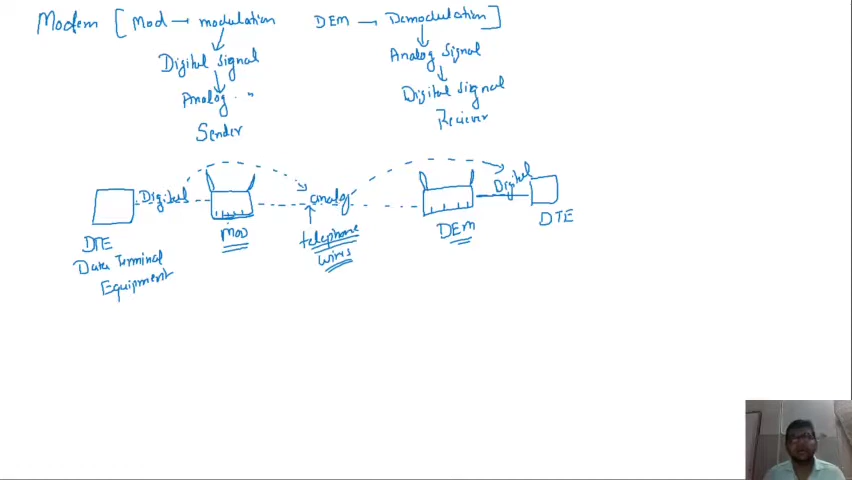 Modem [ Mod → modulation DEM → Demodulation ]
Digital signal
Analog "
Sender
Analog Signal
Digital Signal
Reciever
Digital analog Digital
DTE MOD telephone DEM DTE
wires
Data Terminal
Equipment